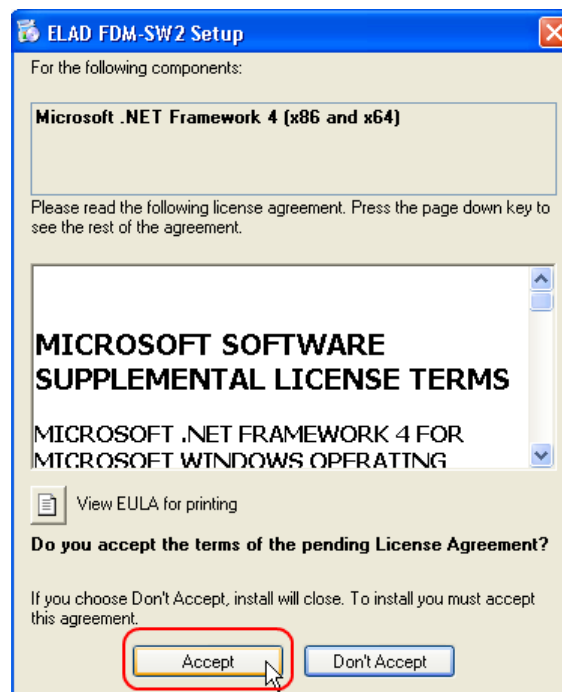 ELAD FDM-SW2 Setup
For the following components:
Microsoft .NET Framework 4 (x86 and x64)
Please read the following license agreement. Press the page down key to
see the rest of the agreement.
MICROSOFT SOFTWARE
SUPPLEMENTAL LICENSE TERMS
MICROSOFT .NET FRAMEWORK 4 FOR
MICROSOFT WINDOWS OPERATING
View EULA for printing
Do you accept the terms of the pending License Agreement?
If you choose Don't Accept, install will close. To install you must accept
this agreement.
Accept Don't Accept